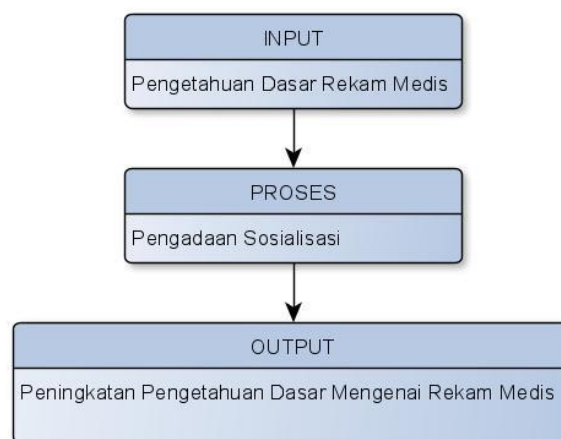 INPUT
Pengetahuan Dasar Rekam Medis
PROSES
Pengadaan Sosialisasi
OUTPUT
Peningkatan Pengetahuan Dasar Mengenai Rekam Medis